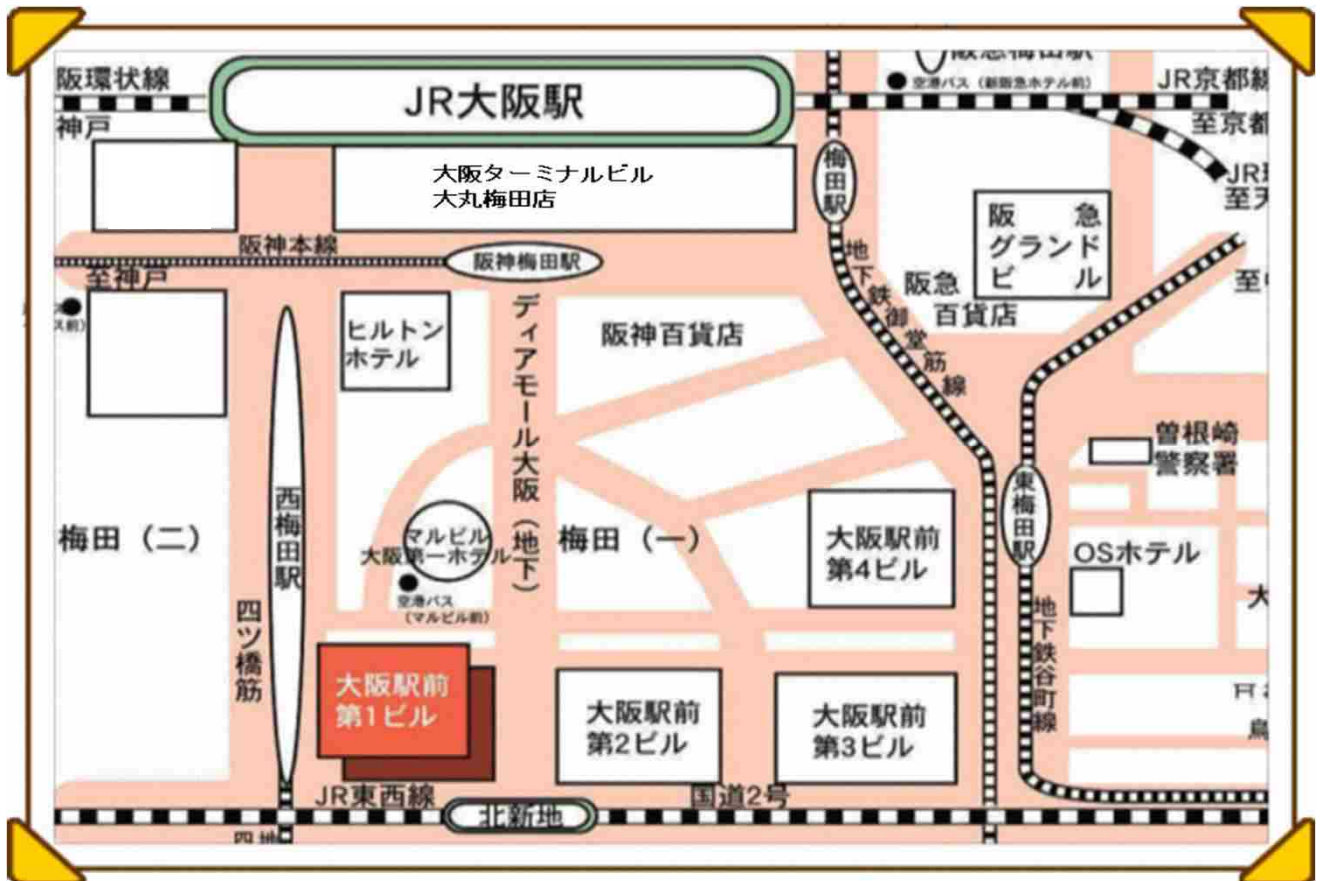 阪環状線
神戸
JR大阪駅
阪急梅田駅
空港バス（新阪急ホテル前）
JR京都線
至京都
大阪ターミナルビル
大丸梅田店
梅田駅
阪急
グランド
ビル
阪神本線
至神戸
阪神梅田駅
地下鉄御堂筋線
阪急
百貨店
ヒルトン
ホテル
ディアモール大阪（地下）
阪神百貨店
曽根崎
警察署
梅田（二）
西梅田駅
マルビル
大阪第一ホテル
空港バス
（マルビル前）
梅田（一）
大阪駅前
第4ビル
東梅田駅
OSホテル
四ツ橋筋
地下鉄谷町線
大阪駅前
第1ビル
大阪駅前
第2ビル
大阪駅前
第3ビル
JR東西線
北新地
国道2号